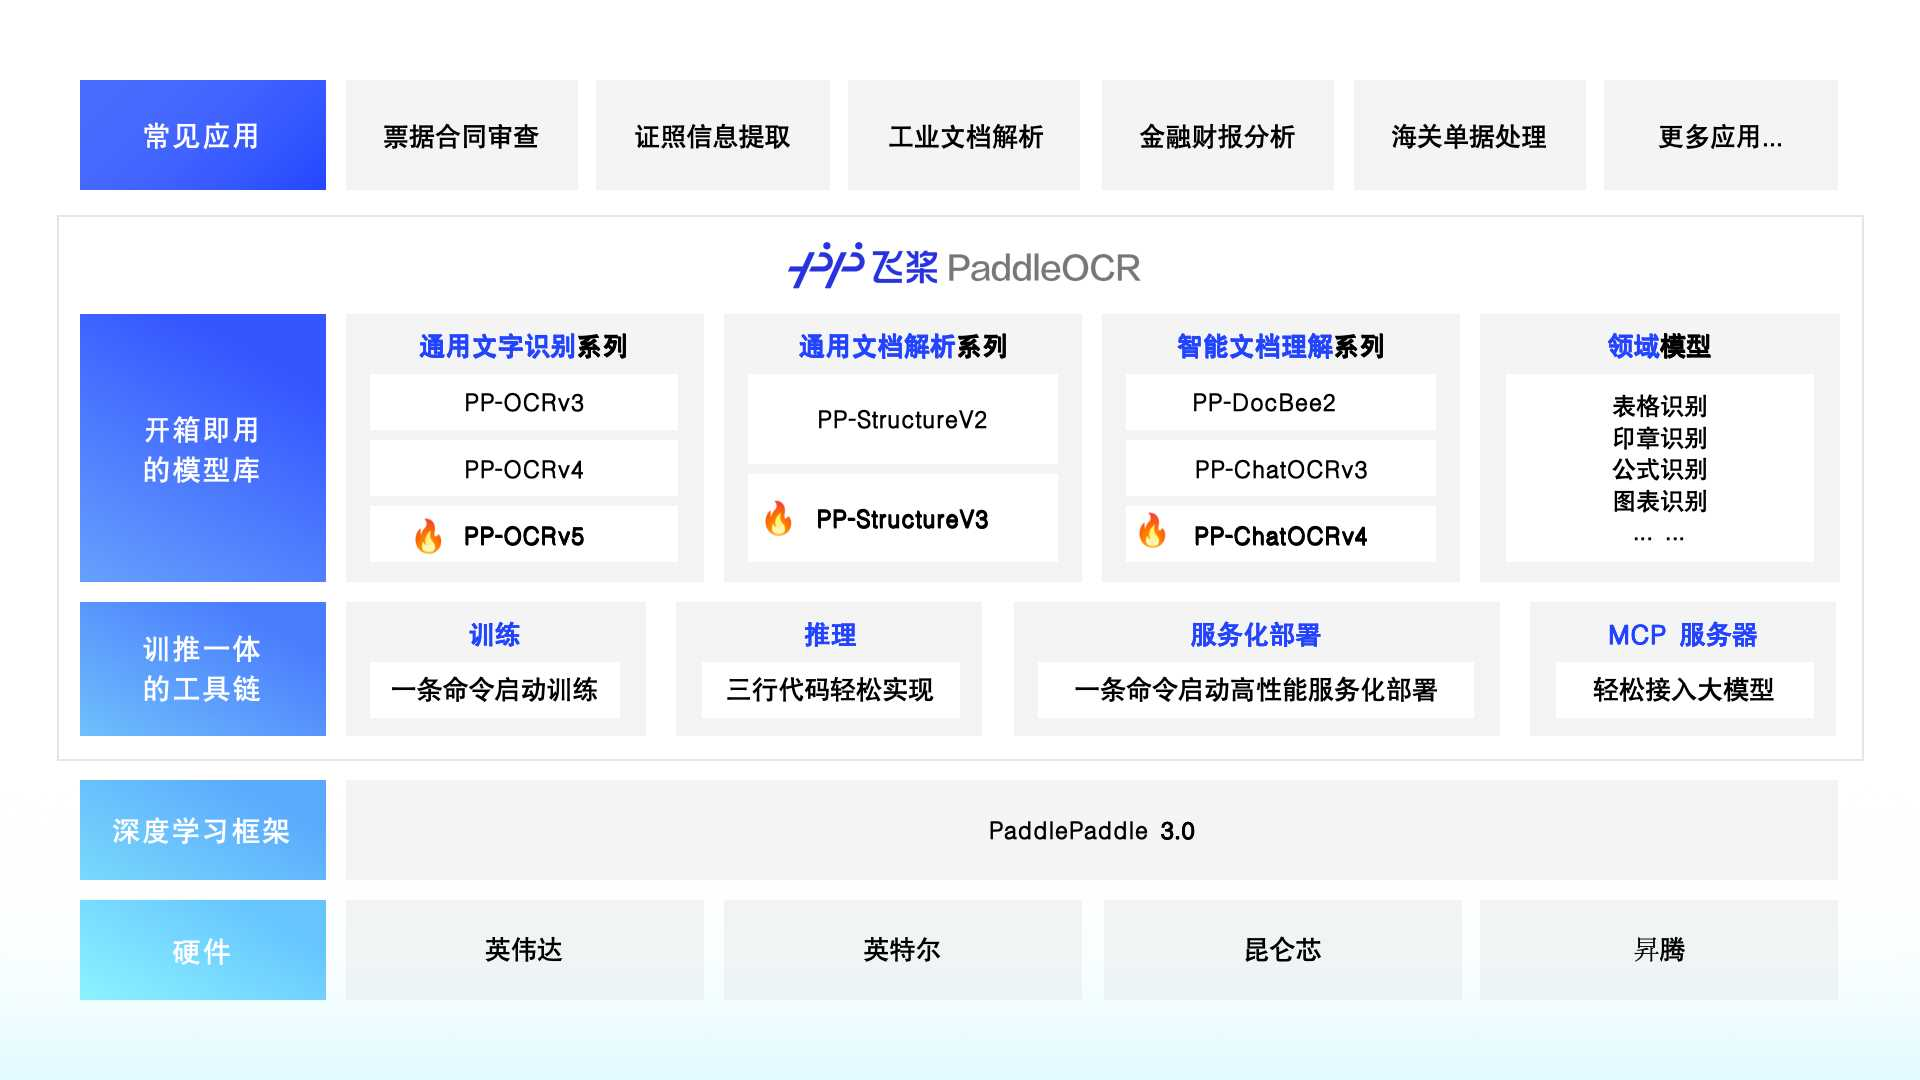 常见应用
票据合同审查
证照信息提取
工业文档解析
金融财报分析
海关单据处理
更多应用...
飞桨 PaddleOCR
开箱即用
的模型库
通用文字识别系列
PP-OCRv3
PP-OCRv4
PP-OCRv5
通用文档解析系列
PP-StructureV2
PP-StructureV3
智能文档理解系列
PP-DocBee2
PP-ChatOCRv3
PP-ChatOCRv4
领域模型
表格识别
印章识别
公式识别
图表识别
... ...
训推一体
的工具链
训练
一条命令启动训练
推理
三行代码轻松实现
服务化部署
一条命令启动高性能服务化部署
MCP 服务器
轻松接入大模型
深度学习框架
PaddlePaddle 3.0
硬件
英伟达
英特尔
昆仑芯
昇腾